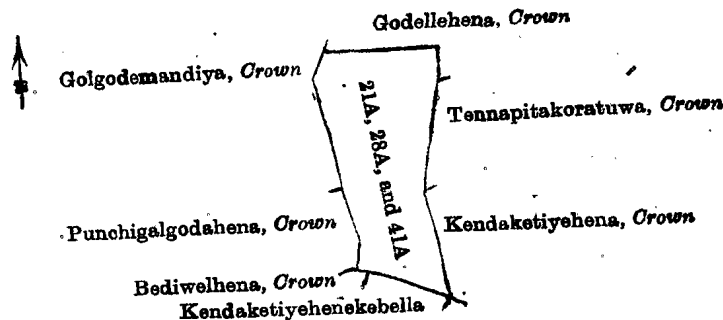 Godellehena, Crown
Golgodemandiya, Crown
Tennapitakoratuwa, Crown
21A, 28A, and 41A
Punchigalgodahena, Crown
Kendaketiyehena, Crown
Bediwelhena, Crown
Kendaketiyehenekebella